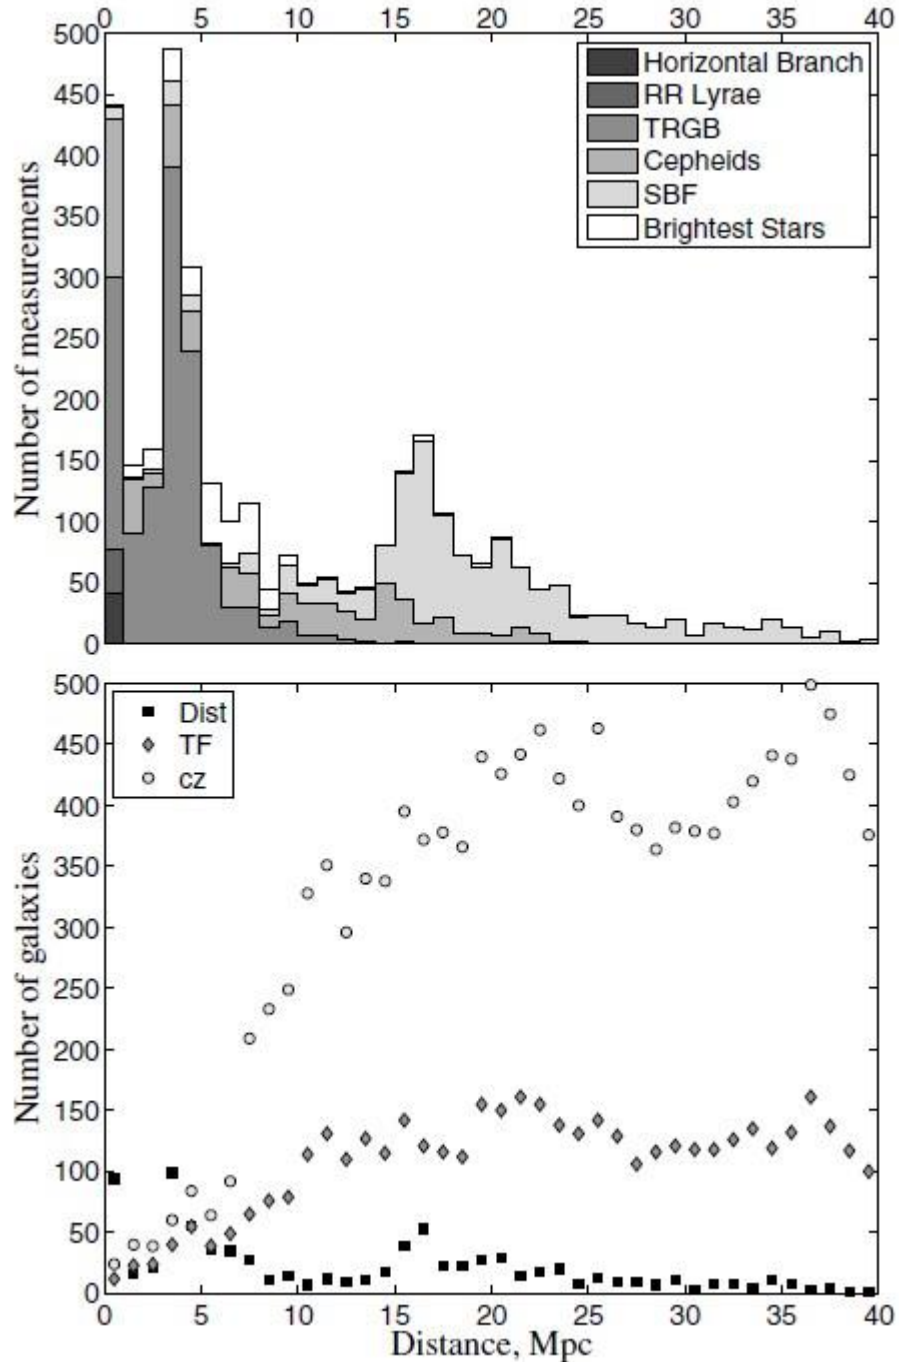 0 5 10 15 20 25 30 35 40
500
450
400
350
300
250
200
150
100
50
0
Number of measurements
Horizontal Branch
RR Lyrae
TRGB
Cepheids
SBF
Brightest Stars
500
450
400
350
300
250
200
150
100
50
0
Number of galaxies
Dist
TF
cz
0 5 10 15 20 25 30 35 40
Distance, Mpc